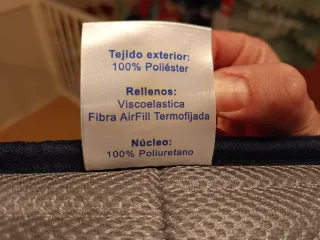 Tejido exterior:
100% Poliéster
Rellenos:
Viscoelastica
Fibra AirFill Termofijada
Núcleo:
100% Poliuretano